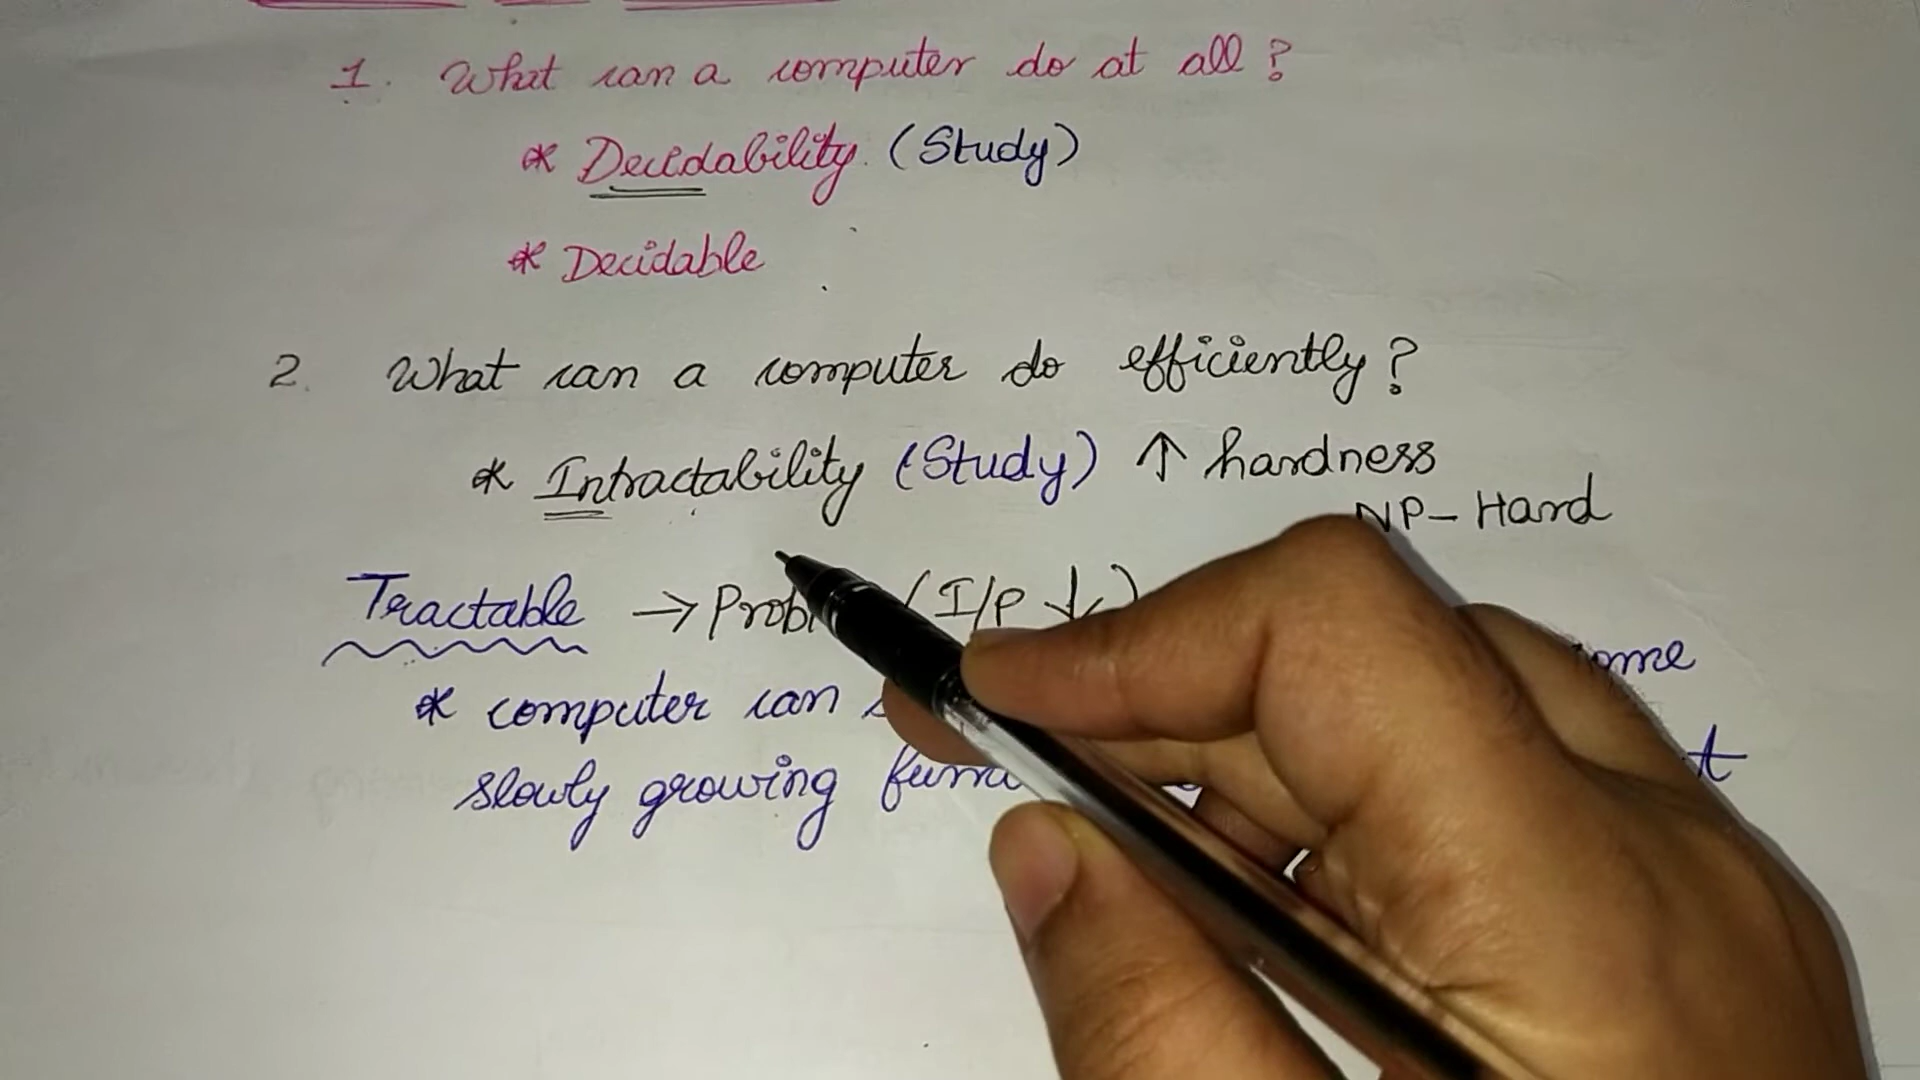 1. What can a computer do at all?
* Decidability (Study)
* Decidable
2. What can a computer do efficiently?
* Intractability (Study) ↑ hardness
NP-Hard
Tractable → (I/P ↓)
* computer can
slowly growing